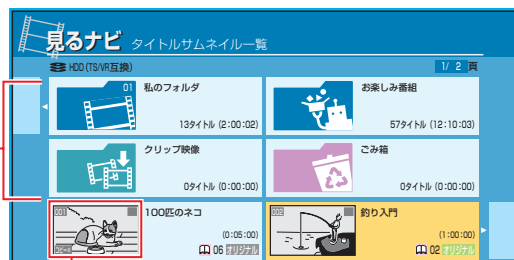 見るナビ タイトルサムネイル一覧
HDD(TS/VR互換) 1/ 2 頁
01 私のフォルダ
13タイトル (2:00:02)
お楽しみ番組
57タイトル (12:10:03)
クリップ映像
0タイトル (0:00:00)
ごみ箱
0タイトル (0:00:00)
001 100匹のネコ
(0:05:00)
コピー× 06 オリジナル
002 釣り入門
(1:00:00)
02 オリジナル